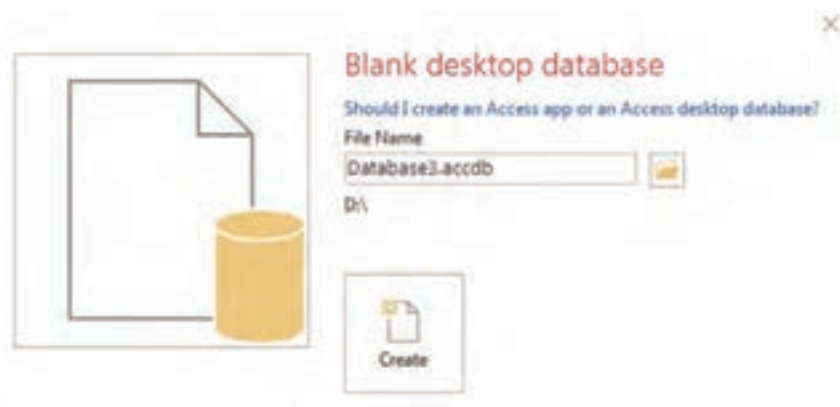 Blank desktop database
Should I create an Access app or an Access desktop database?
File Name
Database3.accdb
D:\
Create